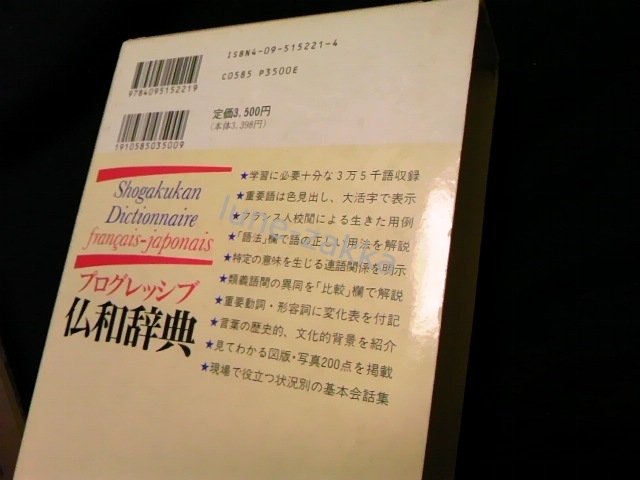 ISBN4-09-515221-4
C0585 P3500E
9784095152219
定価3,500円
(本体3,398円)
1910585035009
Shogakukan
Dictionnaire
français-japonais
プログレッシブ
仏和辞典
★学習に必要十分な3万5千語収録
★重要語は色見出し、大活字で表示
★フランス人校閲による生きた用例
★「語法」欄で語の正しい用法を解説
★特定の意味を生じる連語関係を明示
★類義語間の異同を「比較」欄で解説
★重要動詞・形容詞に変化表を付記
★言葉の歴史的、文化的背景を紹介
★見てわかる図版・写真200点を掲載
★現場で役立つ状況別の基本会話集
lune-zakka